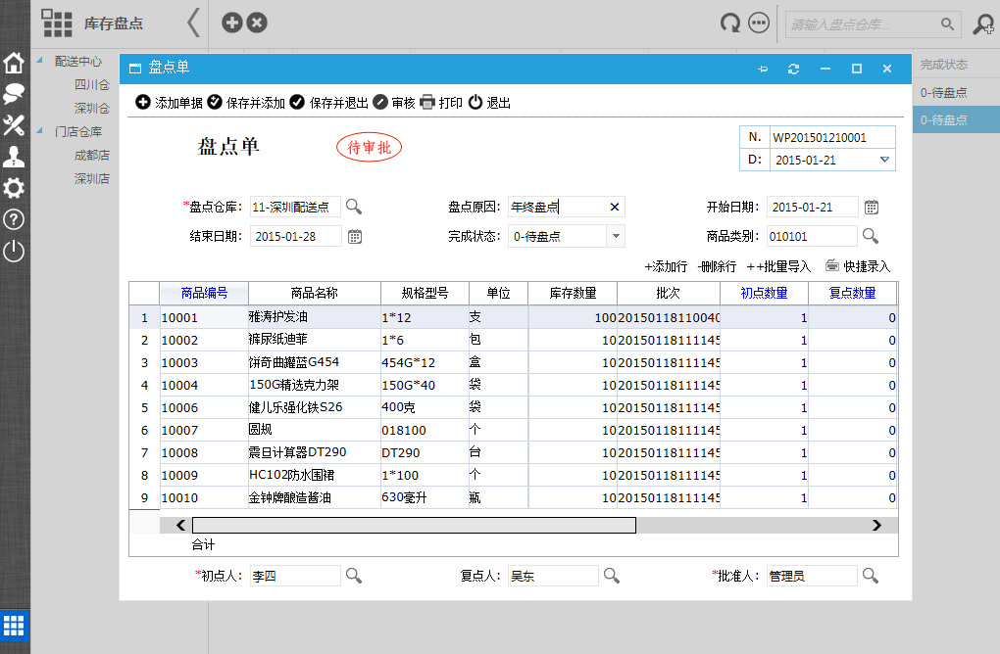 库存盘点
请输入盘点仓库...
配送中心
四川仓
深圳仓
门店仓库
成都店
深圳店
完成状态
0-待盘点
0-待盘点
盘点单
添加单据 保存并添加 保存并退出 审核 打印 退出
盘点单 待审批
N. WP201501210001
D: 2015-01-21
*盘点仓库: 11-深圳配送点 盘点原因: 年终盘点 开始日期: 2015-01-21
结束日期: 2015-01-28 完成状态: 0-待盘点 商品类别: 010101
+添加行 -删除行 ++批量导入 快捷录入
商品编号 商品名称 规格型号 单位 库存数量 批次 初点数量 复点数量
1 10001 雅涛护发油 1*12 支 100 20150118110040 1 0
2 10002 裤尿纸迪菲 1*6 包 10 20150118111145 1 0
3 10003 饼奇曲罐蓝G454 454G*12 盒 10 20150118111145 1 0
4 10004 150G精选克力架 150G*40 袋 10 20150118111145 1 0
5 10006 健儿乐强化铁S26 400克 袋 10 20150118111145 1 0
6 10007 圆规 018100 个 10 20150118111145 1 0
7 10008 震旦计算器DT290 DT290 台 10 20150118111145 1 0
8 10009 HC102防水围裙 1*100 个 10 20150118111145 1 0
9 10010 金钟牌酿造酱油 630毫升 瓶 10 20150118111145 1 0
合计
*初点人: 李四 复点人: 吴东 *批准人: 管理员